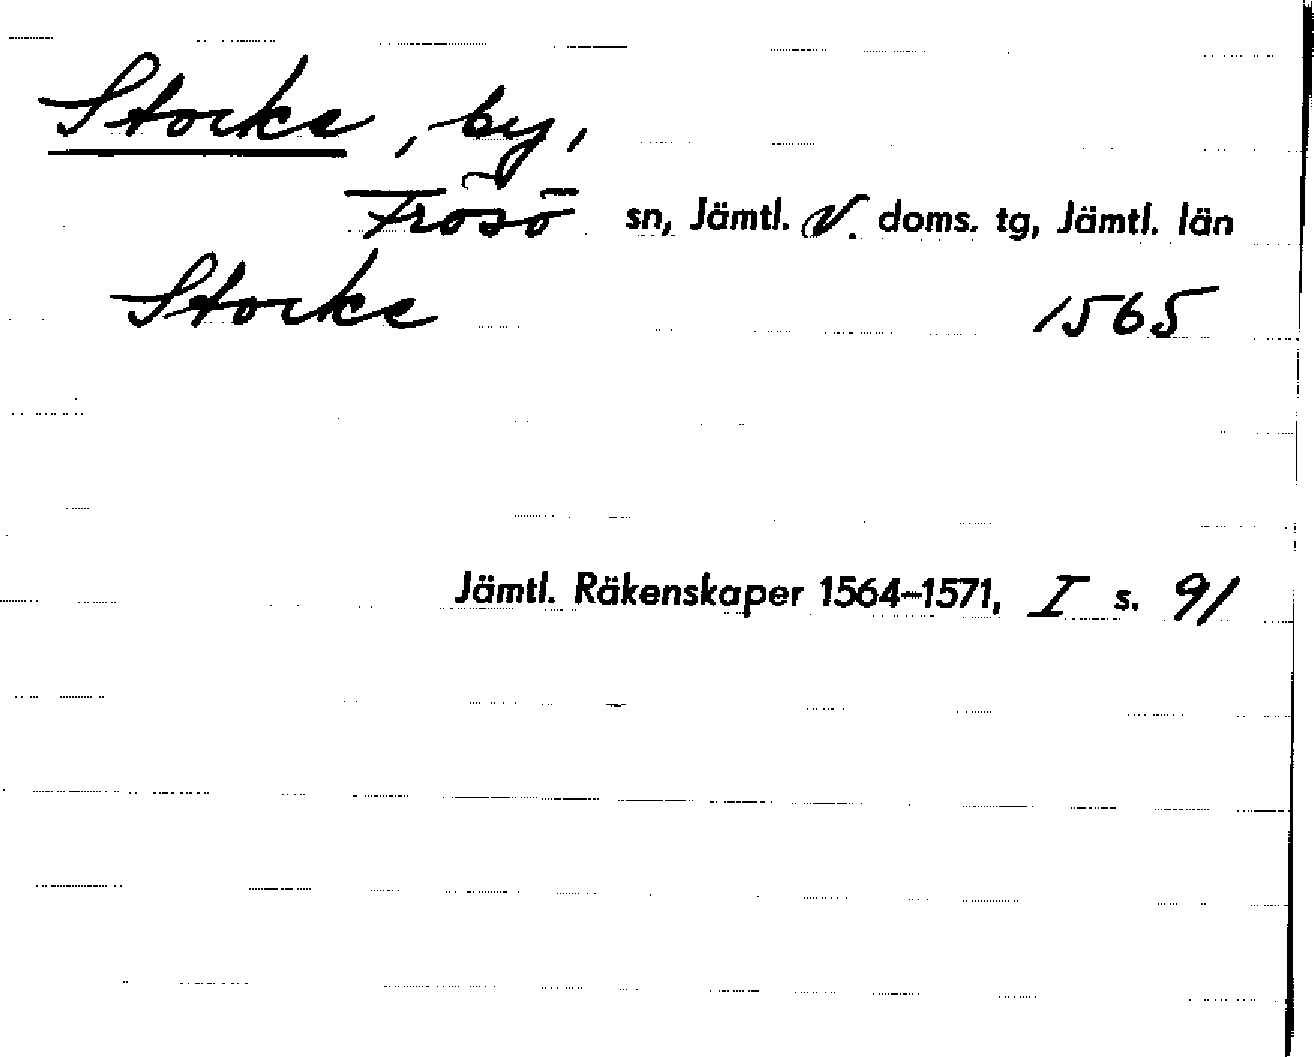 Stocke, by,
Frösö sn, Jämtl. V. doms. tg, Jämtl. län
Stocke 1565
Jämtl. Räkenskaper 1564-1571, I s. 91